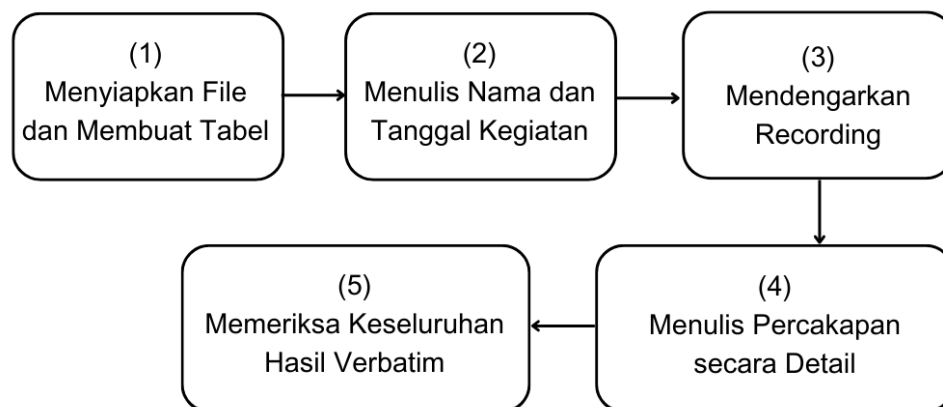 (1)
Menyiapkan File
dan Membuat Tabel
(2)
Menulis Nama dan
Tanggal Kegiatan
(3)
Mendengarkan
Recording
(4)
Menulis Percakapan
secara Detail
(5)
Memeriksa Keseluruhan
Hasil Verbatim